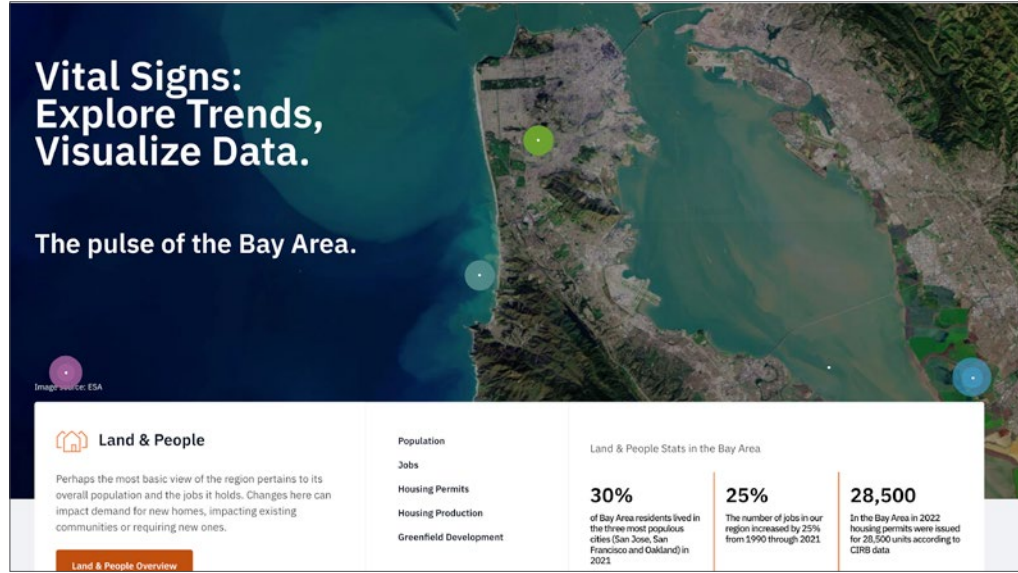 Vital Signs:
Explore Trends,
Visualize Data.
The pulse of the Bay Area.
Image source: ESA
Land & People
Perhaps the most basic view of the region pertains to its
overall population and the jobs it holds. Changes here can
impact demand for new homes, impacting existing
communities or requiring new ones.
Land & People Overview
Population
Jobs
Housing Permits
Housing Production
Greenfield Development
Land & People Stats in the Bay Area
30%
of Bay Area residents lived in
the three most populous
cities (San Jose, San
Francisco and Oakland) in
2021
25%
The number of jobs in our
region increased by 25%
from 1990 through 2021
28,500
In the Bay Area in 2022
housing permits were issued
for 28,500 units according to
CIRB data